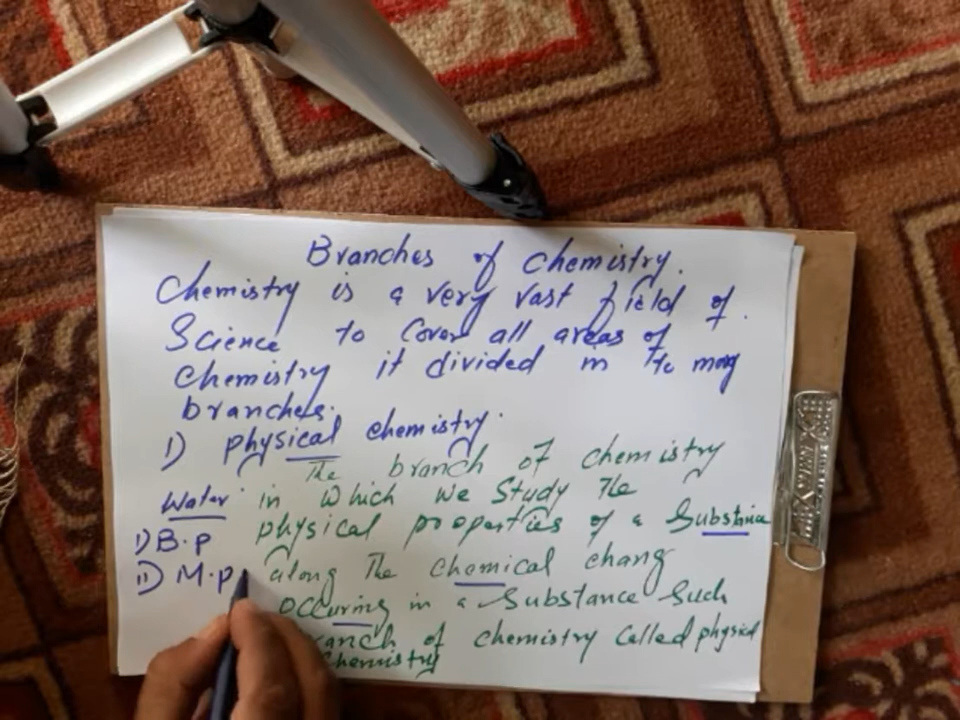 Branches of chemistry.
Chemistry is a very vast field of.
Science to cover all areas of
chemistry it divided in to many
branches.
1) physical chemistry.
The branch of chemistry
Water in which we study the
i) B.p physical properties of a Substance
ii) M.p along the chemical chang
occuring in a Substance Such
ranch of chemistry called physical
chemistry